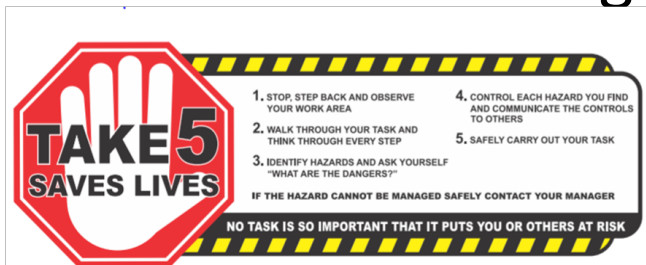 TAKE 5
SAVES LIVES
1. STOP, STEP BACK AND OBSERVE
YOUR WORK AREA
2. WALK THROUGH YOUR TASK AND
THINK THROUGH EVERY STEP
3. IDENTIFY HAZARDS AND ASK YOURSELF
“WHAT ARE THE DANGERS?”
4. CONTROL EACH HAZARD YOU FIND
AND COMMUNICATE THE CONTROLS
TO OTHERS
5. SAFELY CARRY OUT YOUR TASK
IF THE HAZARD CANNOT BE MANAGED SAFELY CONTACT YOUR MANAGER
NO TASK IS SO IMPORTANT THAT IT PUTS YOU OR OTHERS AT RISK